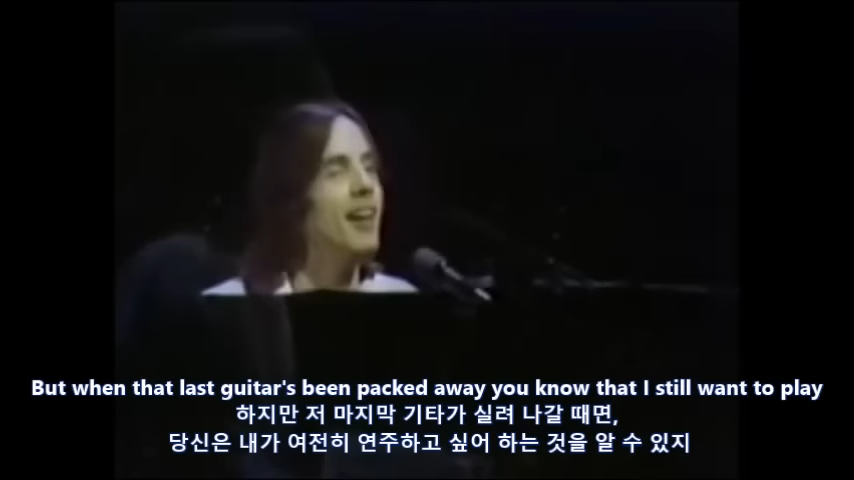 But when that last guitar's been packed away you know that I still want to play
하지만 저 마지막 기타가 실려 나갈 때면,
당신은 내가 여전히 연주하고 싶어 하는 것을 알 수 있지